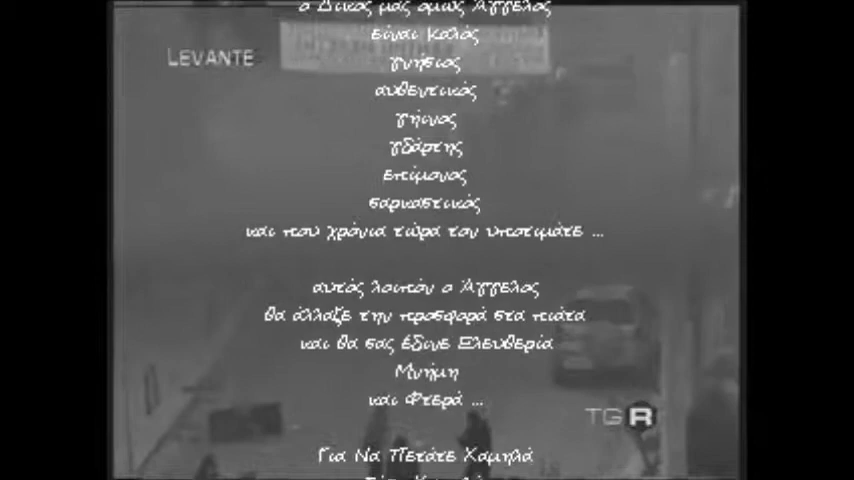 ο Δικός μας όμως Άγγελος
είναι καλός
LEVANTE
γνήσιος
αυθεντικός
γήινος
γδάρτης
επίμονος
σαρκαστικός
και που χρόνια τώρα τον υποτιμάτε ...
αυτός λοιπόν ο Άγγελος
θα άλλαζε την προσφορά στα πιάτα
και θα σας έδινε Ελευθερία
Μνήμη
και Φτερά ...
TGR
Για Να Πετάτε Χαμηλά